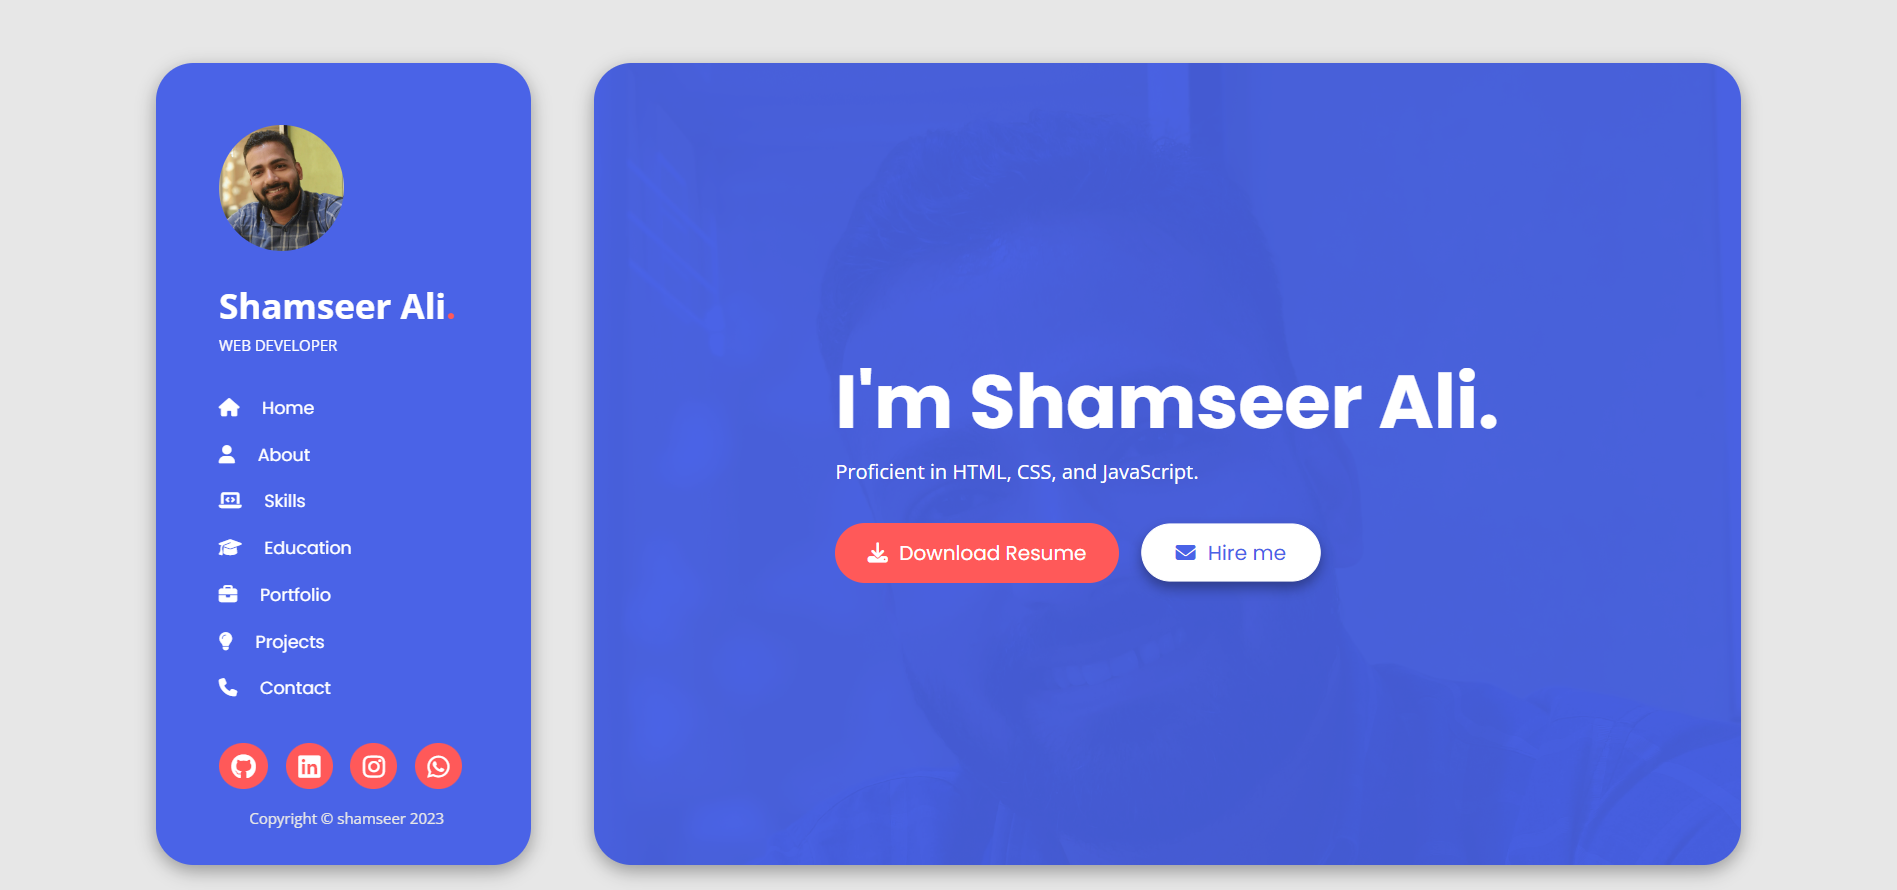 Shamseer Ali.
WEB DEVELOPER
Home
About
Skills
Education
Portfolio
Projects
Contact
in
Copyright © shamseer 2023
I'm Shamseer Ali.
Proficient in HTML, CSS, and JavaScript.
Download Resume
Hire me